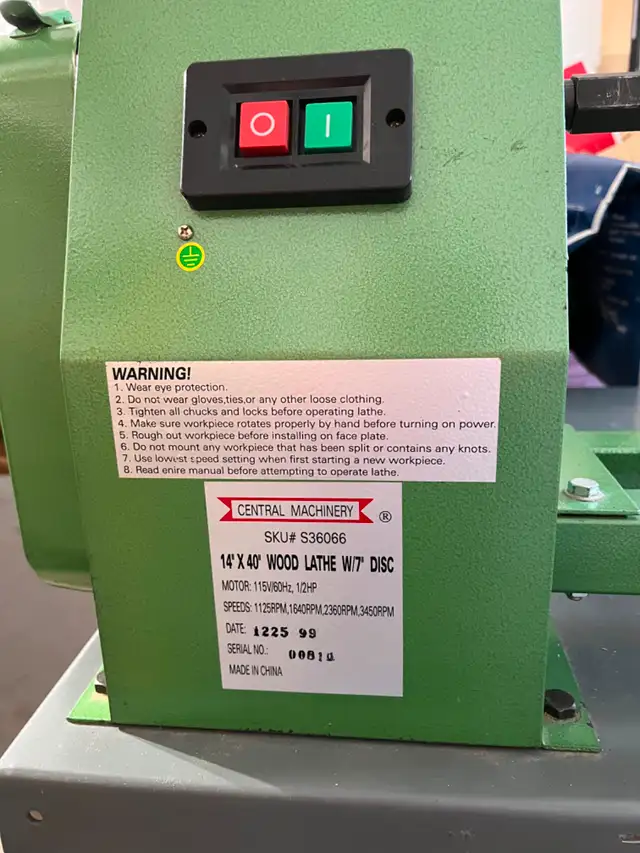 O I
WARNING!
1. Wear eye protection.
2. Do not wear gloves,ties,or any other loose clothing.
3. Tighten all chucks and locks before operating lathe.
4. Make sure workpiece rotates properly by hand before turning on power.
5. Rough out workpiece before installing on face plate.
6. Do not mount any workpiece that has been split or contains any knots.
7. Use lowest speed setting when first starting a new workpiece.
8. Read enire manual before attempting to operate lathe.
CENTRAL MACHINERY ®
SKU# S36066
14" X 40" WOOD LATHE W/7" DISC
MOTOR: 115V/60Hz, 1/2HP
SPEEDS: 1125RPM,1640RPM,2360RPM,3450RPM
DATE: 1225 99
SERIAL NO.:
MADE IN CHINA